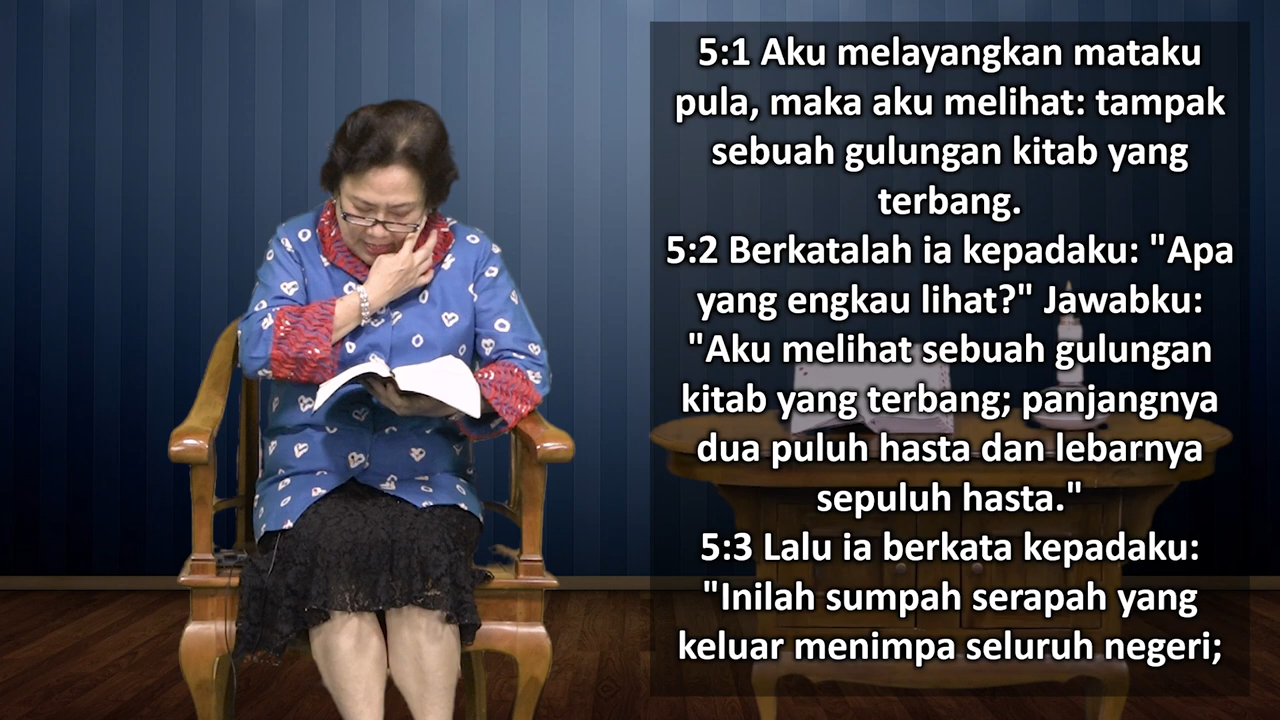 5:1 Aku melayangkan mataku
pula, maka aku melihat: tampak
sebuah gulungan kitab yang
terbang.
5:2 Berkatalah ia kepadaku: "Apa
yang engkau lihat?" Jawabku:
"Aku melihat sebuah gulungan
kitab yang terbang; panjangnya
dua puluh hasta dan lebarnya
sepuluh hasta."
5:3 Lalu ia berkata kepadaku:
"Inilah sumpah serapah yang
keluar menimpa seluruh negeri;